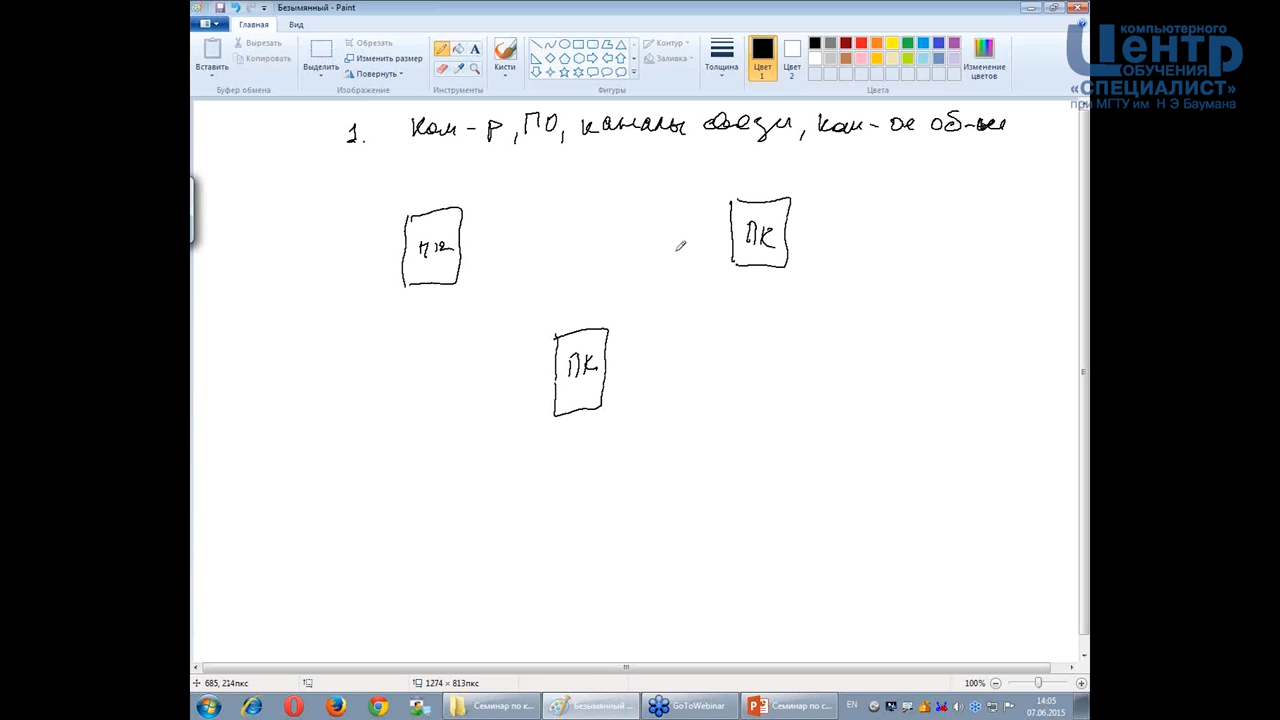 Безымянный - Paint
Главная
Вид
Вставить
Вырезать
Копировать
Буфер обмена
Выделить
Обрезать
Изменить размер
Повернуть
Изображение
Инструменты
Кисти
Контур
Заливка
Фигуры
Толщина
Цвет 1
Цвет 2
Изменение цветов
Цвета
компьютерного
Центр
ОБУЧЕНИЯ
«СПЕЦИАЛИСТ»
при МГТУ им Н Э Баумана
1. Ком-р, ПО, каналы связи, ком-ое об-ие
ПК
ПК
ПК
685, 214пкс
1274 × 813пкс
100%
Семинар по к...
Безымянный ...
GoToWebinar
Семинар по с...
EN
14:05
07.06.2015